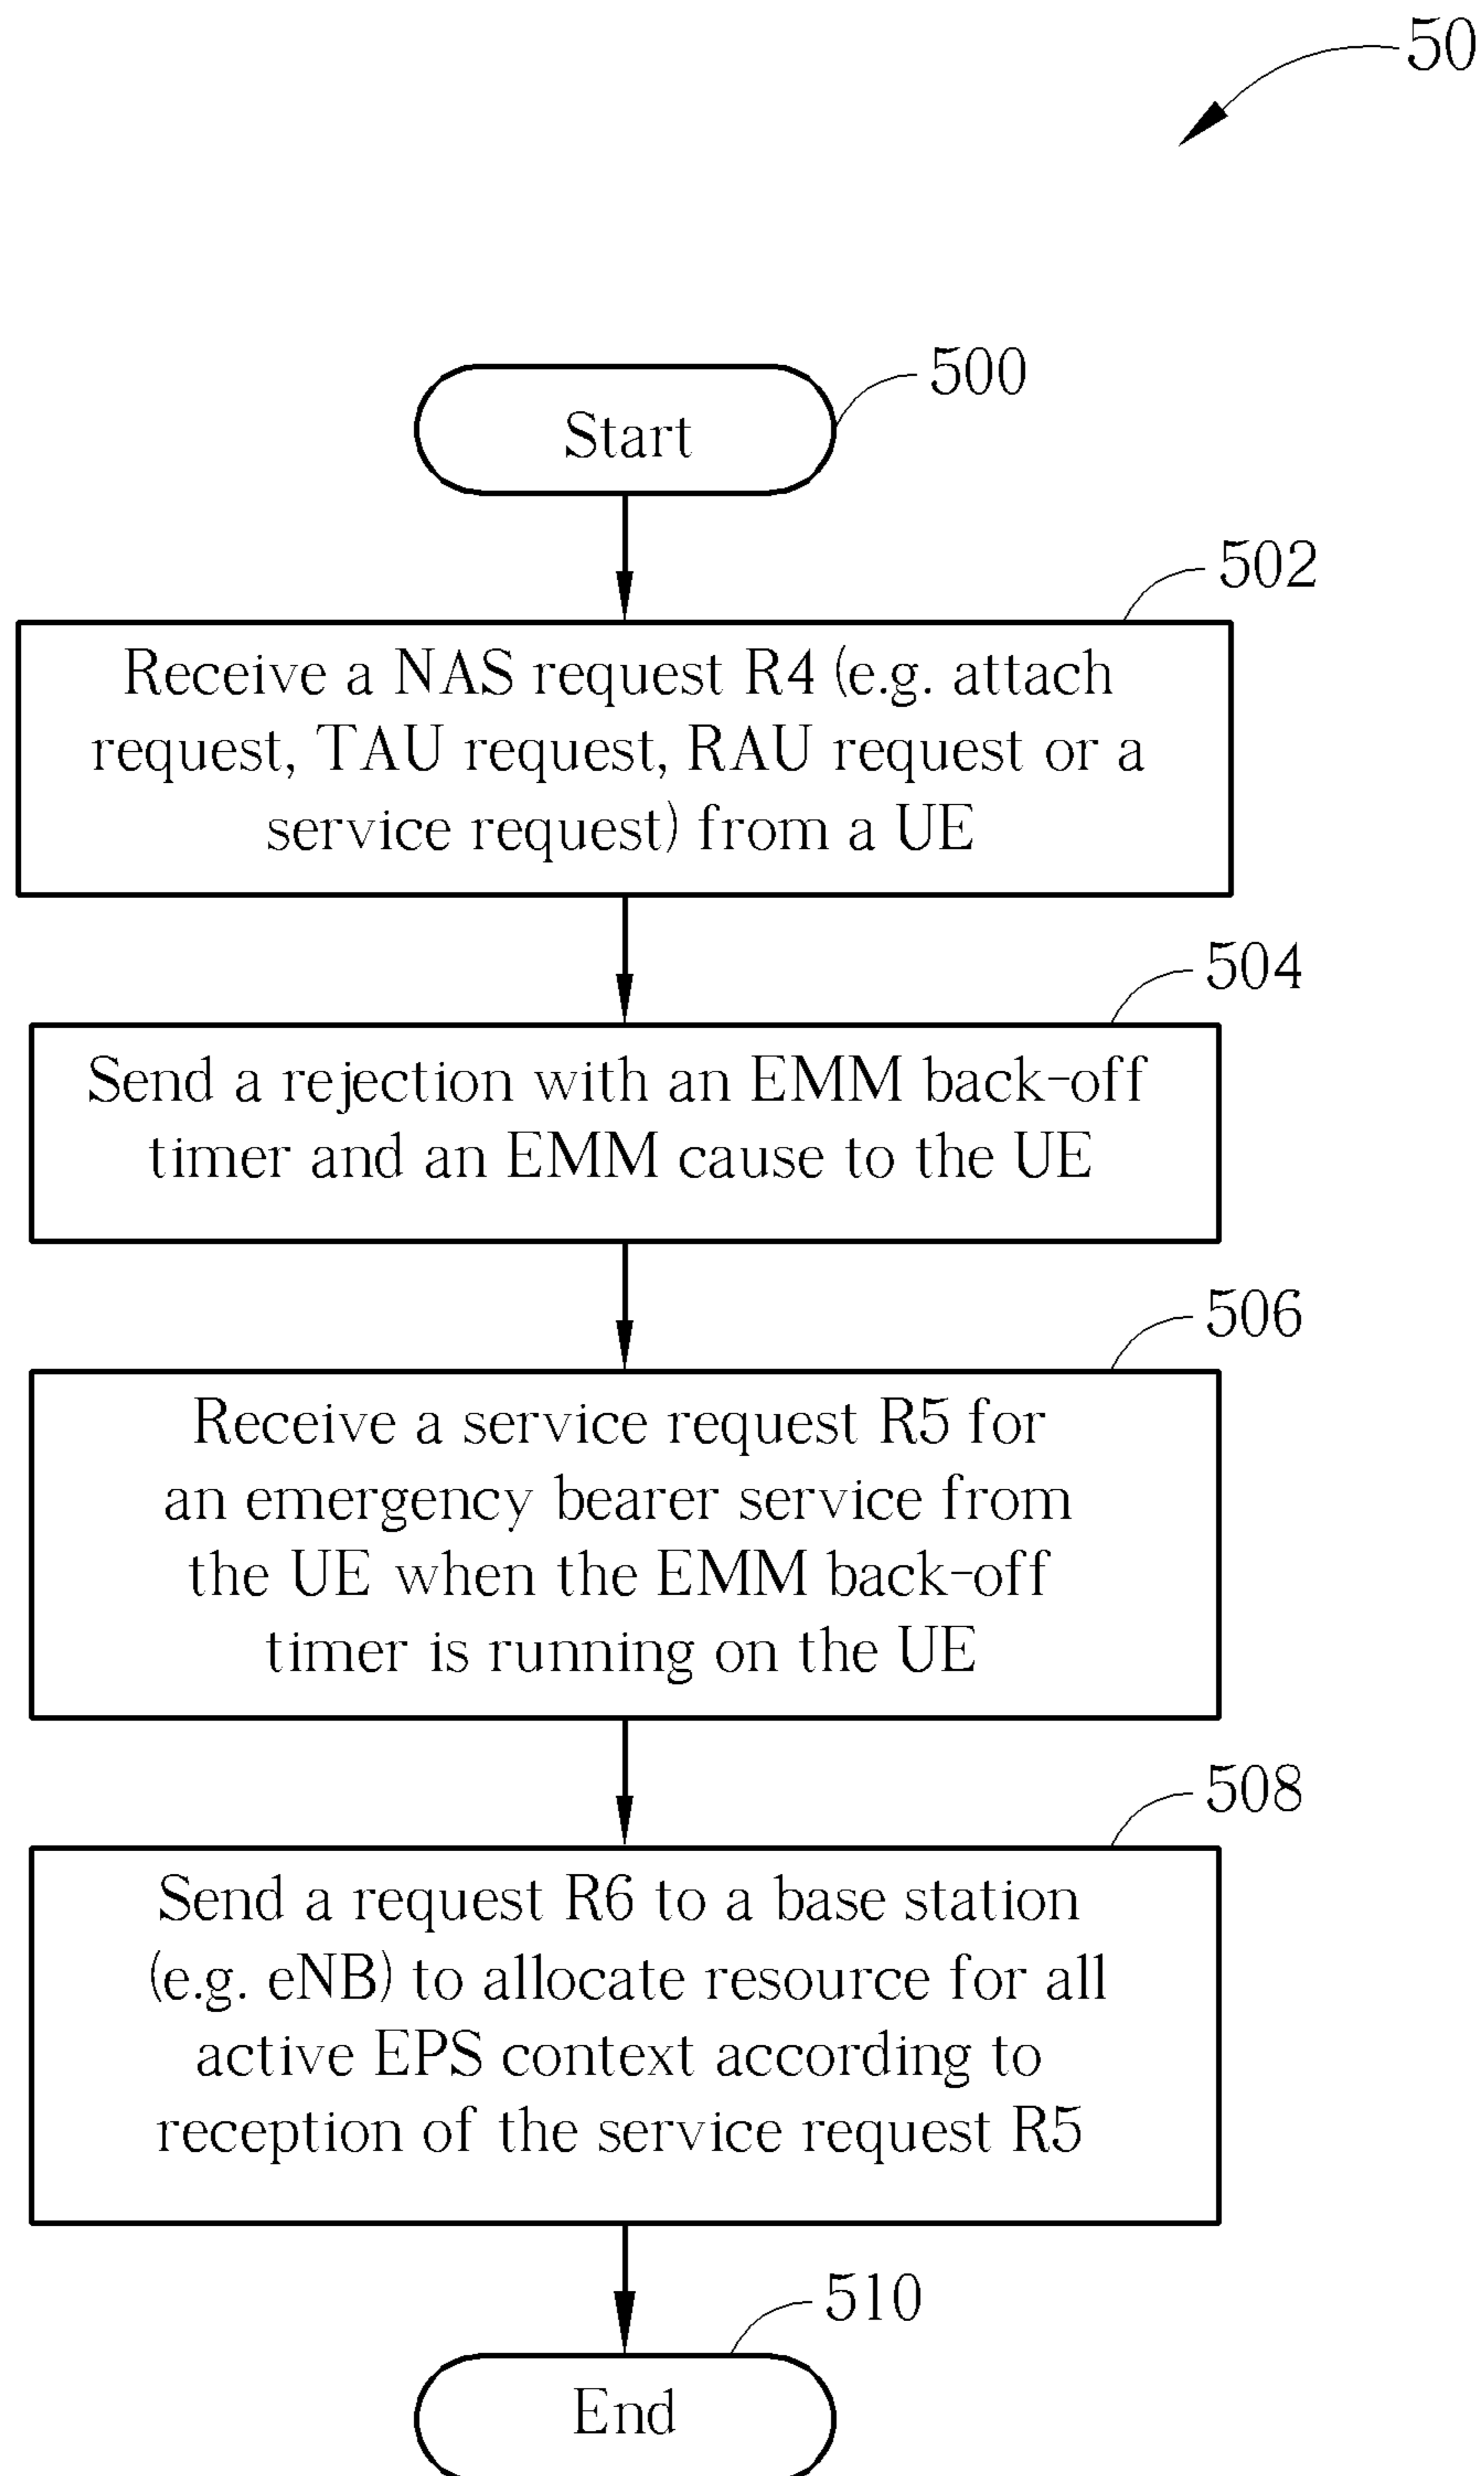 50
500
Start
502
Receive a NAS request R4 (e.g. attach
request, TAU request, RAU request or a
service request) from a UE
504
Send a rejection with an EMM back-off
timer and an EMM cause to the UE
506
Receive a service request R5 for
an emergency bearer service from
the UE when the EMM back-off
timer is running on the UE
508
Send a request R6 to a base station
(e.g. eNB) to allocate resource for all
active EPS context according to
reception of the service request R5
510
End